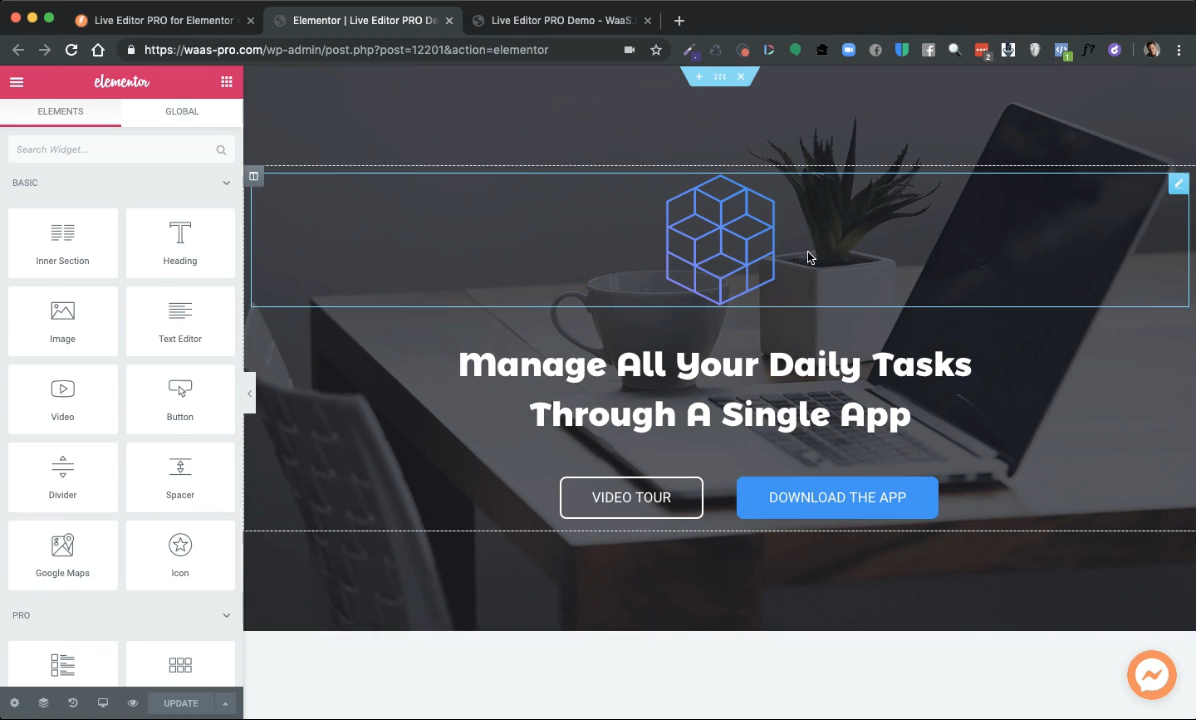 Live Editor PRO for Elementor
Elementor | Live Editor PRO De
Live Editor PRO Demo - WaaS.
https://waas-pro.com/wp-admin/post.php?post=12201&action=elementor
2
1
f?
elementor
ELEMENTS
GLOBAL
Search Widget...
BASIC
Inner Section
Heading
Image
Text Editor
Video
Button
Divider
Spacer
Google Maps
Icon
PRO
UPDATE
Manage All Your Daily Tasks
Through A Single App
VIDEO TOUR
DOWNLOAD THE APP